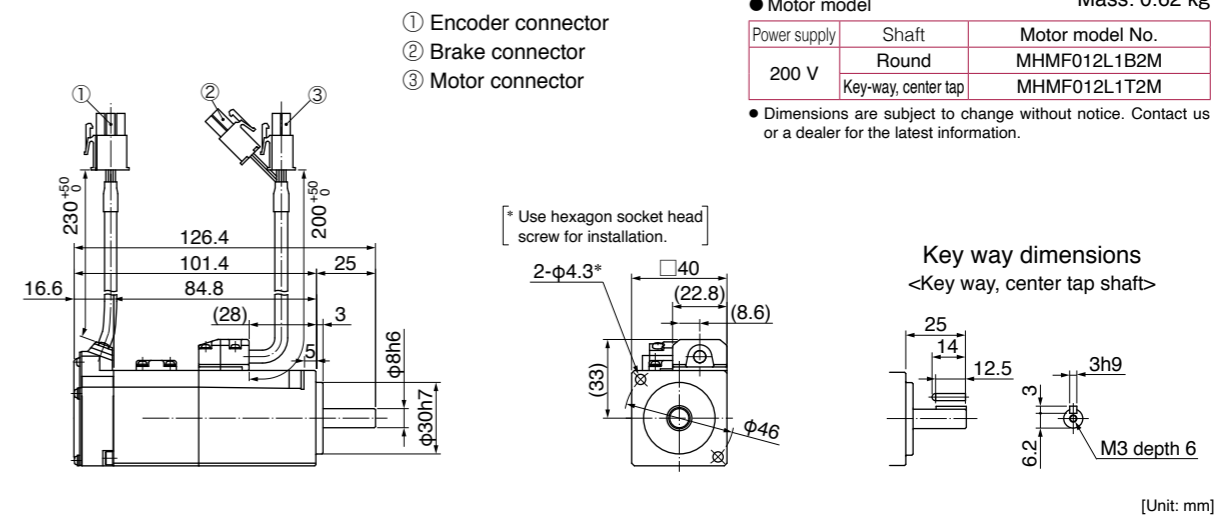 ① Encoder connector
② Brake connector
③ Motor connector
● Motor model
Mass: 0.62 kg
Power supply Shaft Motor model No.
200 V Round MHMF012L1B2M
Key-way, center tap MHMF012L1T2M
● Dimensions are subject to change without notice. Contact us
or a dealer for the latest information.
① ② ③
230 +50 0
200 +50 0
126.4
101.4 25
16.6 84.8
(28) 3
5
φ8h6
φ30h7
* Use hexagon socket head
screw for installation.
2-φ4.3*
□40
(22.8)
(8.6)
(33)
φ46
Key way dimensions
<Key way, center tap shaft>
25
14
12.5
3h9
3
6.2
M3 depth 6
[Unit: mm]